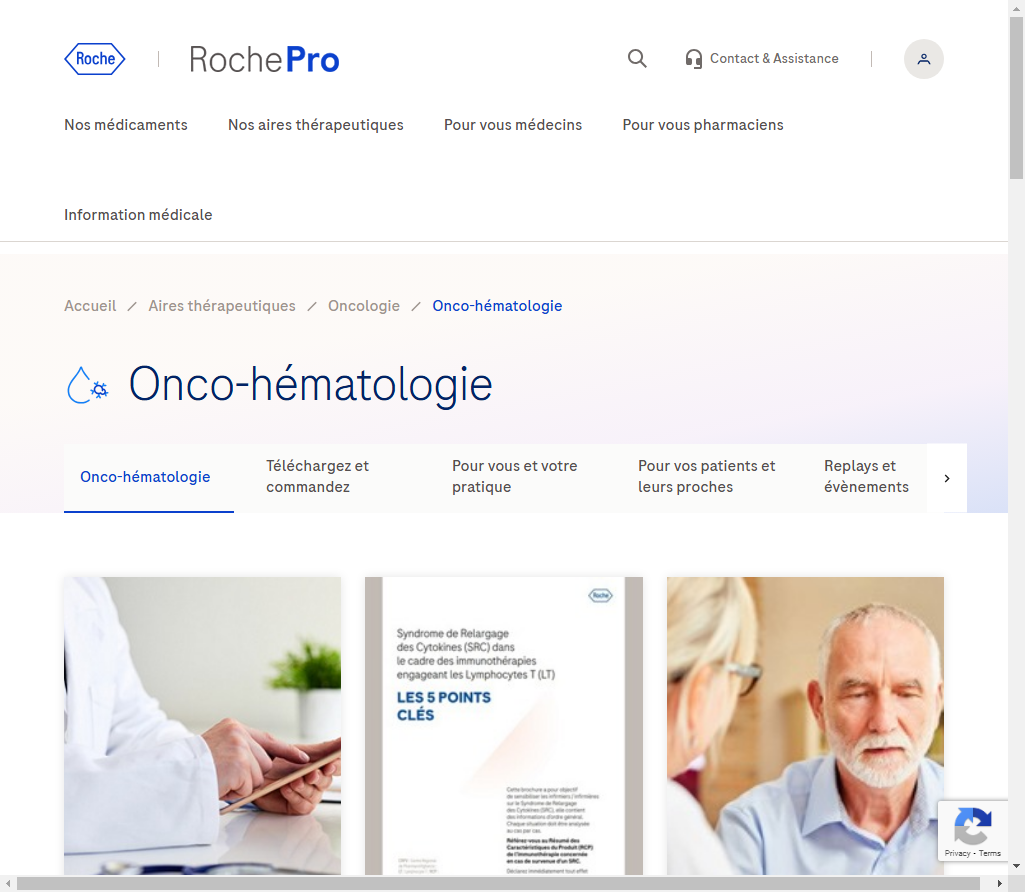 Roche
RochePro
Contact & Assistance
Nos médicaments
Nos aires thérapeutiques
Pour vous médecins
Pour vous pharmaciens
Information médicale
Accueil / Aires thérapeutiques / Oncologie / Onco-hématologie
Onco-hématologie
Onco-hématologie
Téléchargez et
commandez
Pour vous et votre
pratique
Pour vos patients et
leurs proches
Replays et
évènements
Roche
Syndrome de Relargage
des Cytokines (SRC) dans
le cadre des immunothérapies
engageant les Lymphocytes T (LT)
LES 5 POINTS
CLÉS
Cette brochure a pour objectif
de sensibiliser les infirmiers / infirmières
sur le Syndrome de Relargage
des Cytokines (SRC), elle contient
des informations d'ordre général.
Chaque situation doit être analysée
au cas par cas.
Référez-vous au Résumé des
Caractéristiques du Produit (RCP)
de l'immunothérapie concernée
en cas de survenue d'un SRC.
Déclarez immédiatement tout effet
Privacy - Terms